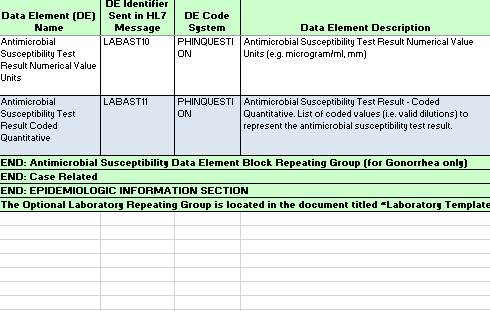 Data Element (DE) Name
DE Identifier Sent in HL7 Message
DE Code System
Data Element Description
Antimicrobial
Susceptibility Test
Result Numerical Value
Units
LABAST10
PHINQUESTI
ON
Antimicrobial Susceptibility Test Result Numerical Value
Units (e.g. microgram/ml, mm)
Antimicrobial
Susceptibility Test
Result Coded
Quantitative
LABAST11
PHINQUESTI
ON
Antimicrobial Susceptibility Test Result - Coded
Quantitative. List of coded values (i.e. valid dilutions) to
represent the antimicrobial susceptibility test result.
END: Antimicrobial Susceptibility Data Element Block Repeating Group (for Gonorrhea only)
END: Case Related
END: EPIDEMIOLOGIC INFORMATION SECTION
The Optional Laboratory Repeating Group is located in the document titled “Laboratory Template